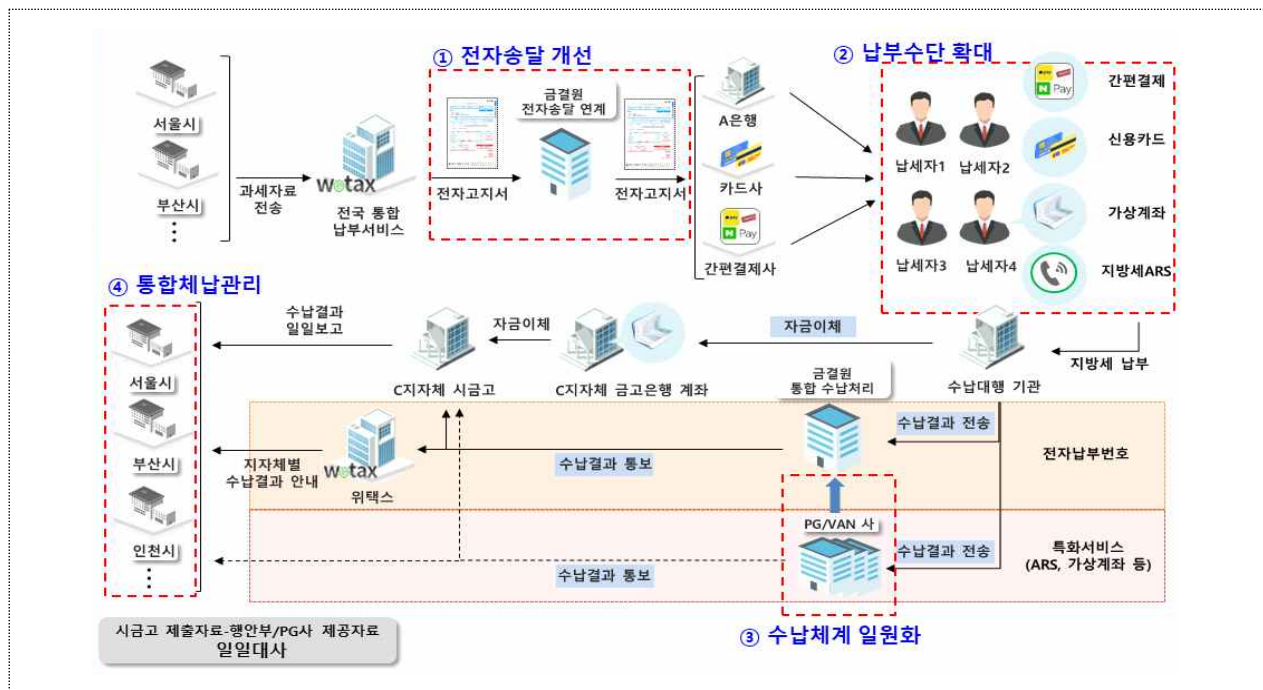 ① 전자송달 개선
② 납부수단 확대
서울시
부산시
과세자료
전송
wetax
전국 통합
납부서비스
전자고지서
금결원
전자송달 연계
전자고지서
A은행
카드사
N Pay
간편결제사
납세자1
납세자2
납세자3
납세자4
N Pay
간편결제
신용카드
가상계좌
지방세ARS
④ 통합체납관리
서울시
부산시
인천시
수납결과
일일보고
C지자체 시금고
자금이체
C지자체 금고은행 계좌
자금이체
수납대행 기관
지방세 납부
금결원
통합 수납처리
수납결과 전송
전자납부번호
수납결과 통보
wetax
위택스
지자체별
수납결과 안내
PG/VAN 사
수납결과 전송
특화서비스
(ARS, 가상계좌 등)
수납결과 통보
③ 수납체계 일원화
시금고 제출자료-행안부/PG사 제공자료
일일대사